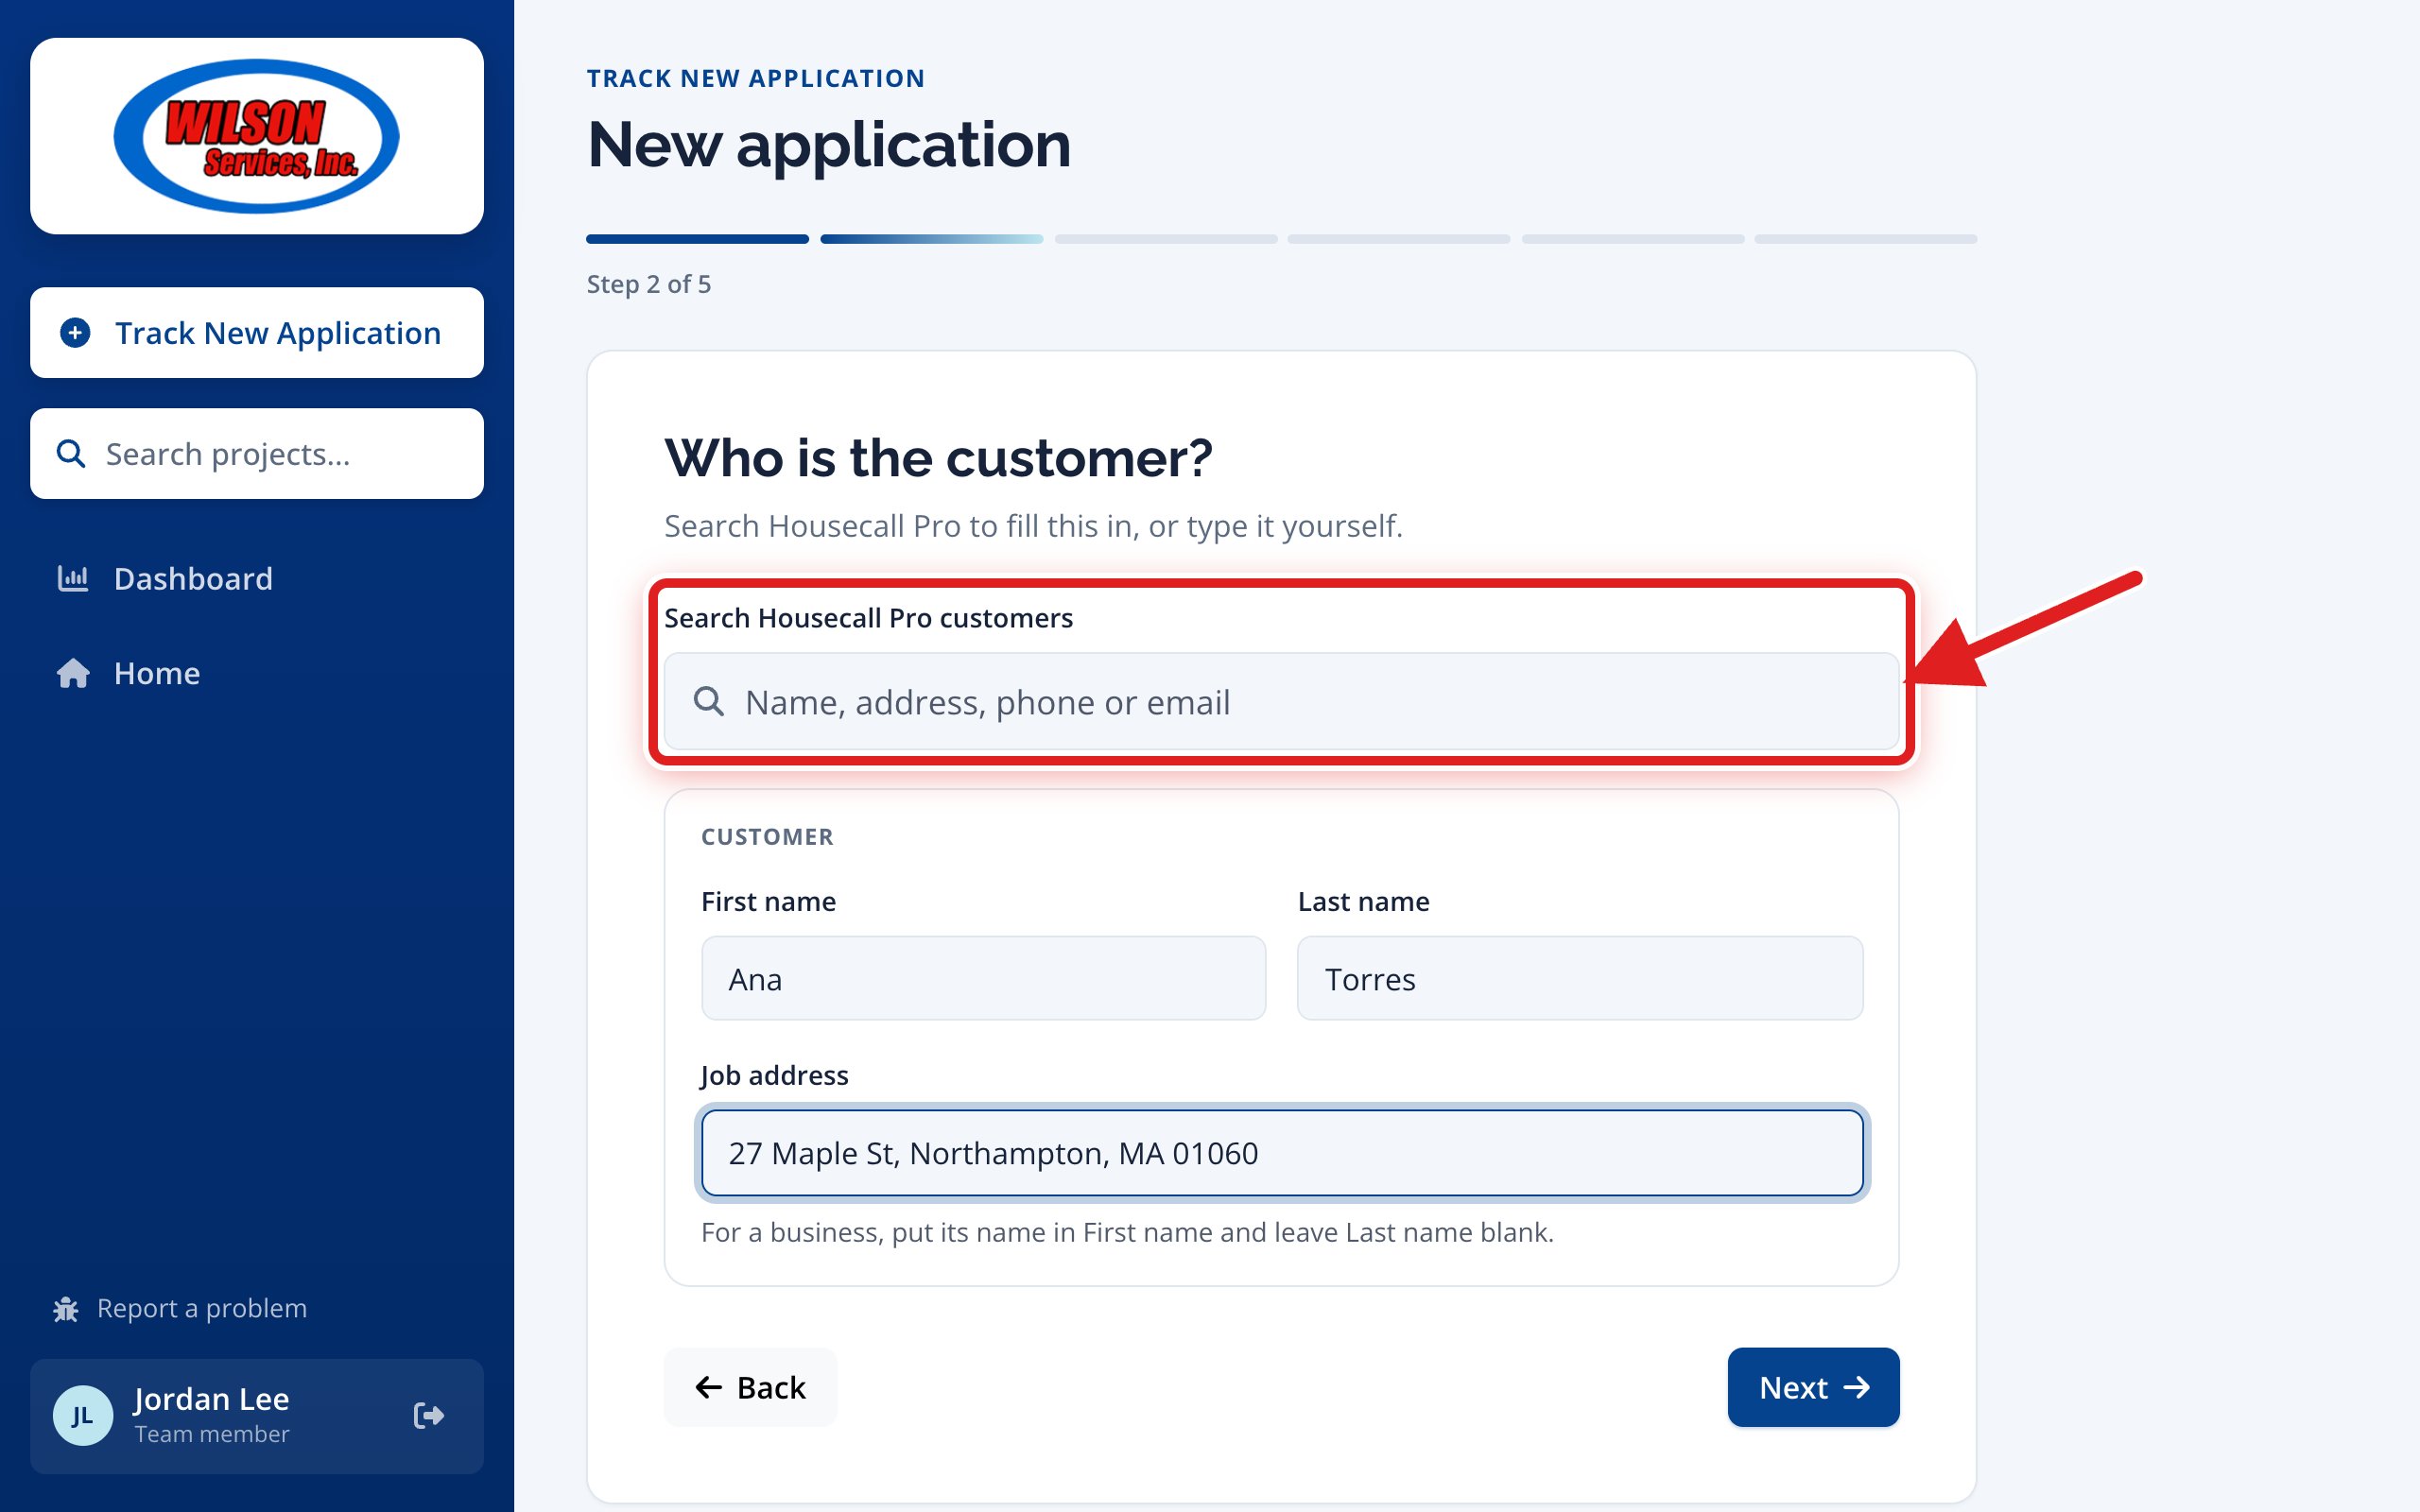 WILSON
Services, Inc.
Track New Application
Search projects...
Dashboard
Home
Report a problem
JL
Jordan Lee
Team member
TRACK NEW APPLICATION
New application
Step 2 of 5
Who is the customer?
Search Housecall Pro to fill this in, or type it yourself.
Search Housecall Pro customers
Name, address, phone or email
CUSTOMER
First name
Last name
Ana
Torres
Job address
27 Maple St, Northampton, MA 01060
For a business, put its name in First name and leave Last name blank.
Back
Next